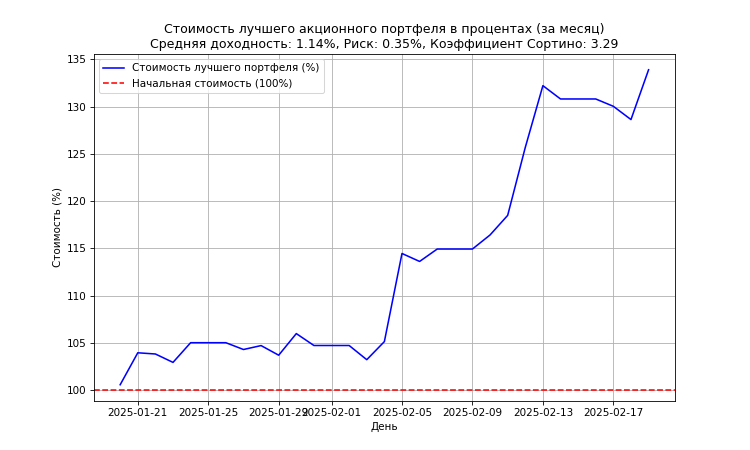 Стоимость лучшего акционного портфеля в процентах (за месяц)
Средняя доходность: 1.14%, Риск: 0.35%, Коэффициент Сортино: 3.29
Стоимость лучшего портфеля (%)
Начальная стоимость (100%)
Стоимость (%)
135
130
125
120
115
110
105
100
2025-01-21 2025-01-25 2025-01-29 2025-02-01 2025-02-05 2025-02-09 2025-02-13 2025-02-17
День